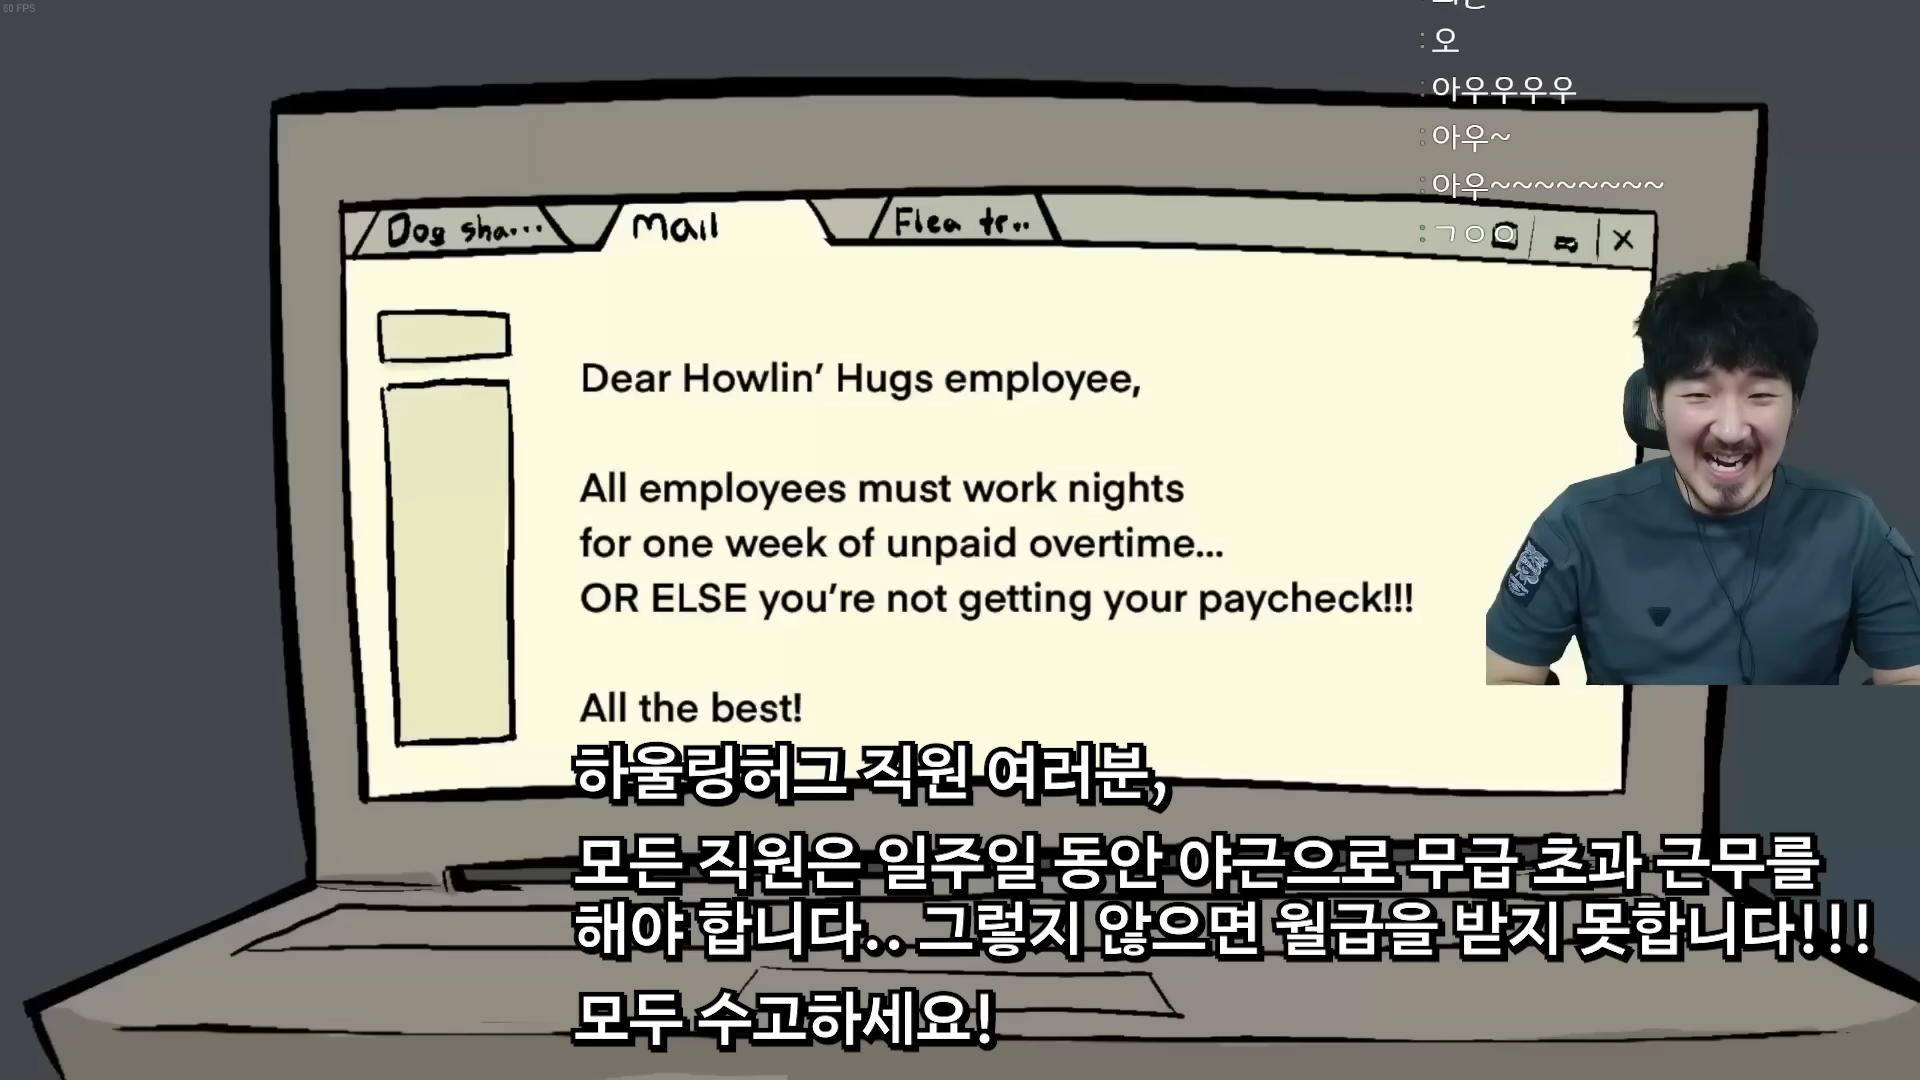 60 FPS
: 오
: 아우우우우
: 아우~
: 아우~~~~~~~~~
: ㄱㅇㅇ
Dog sha...
Mail
Flea tr..
X
Dear Howlin' Hugs employee,
All employees must work nights
for one week of unpaid overtime...
OR ELSE you're not getting your paycheck!!!
All the best!
하울링허그 직원 여러분,
모든 직원은 일주일 동안 야근으로 무급 초과 근무를
해야 합니다.. 그렇지 않으면 월급을 받지 못합니다!!!
모두 수고하세요!